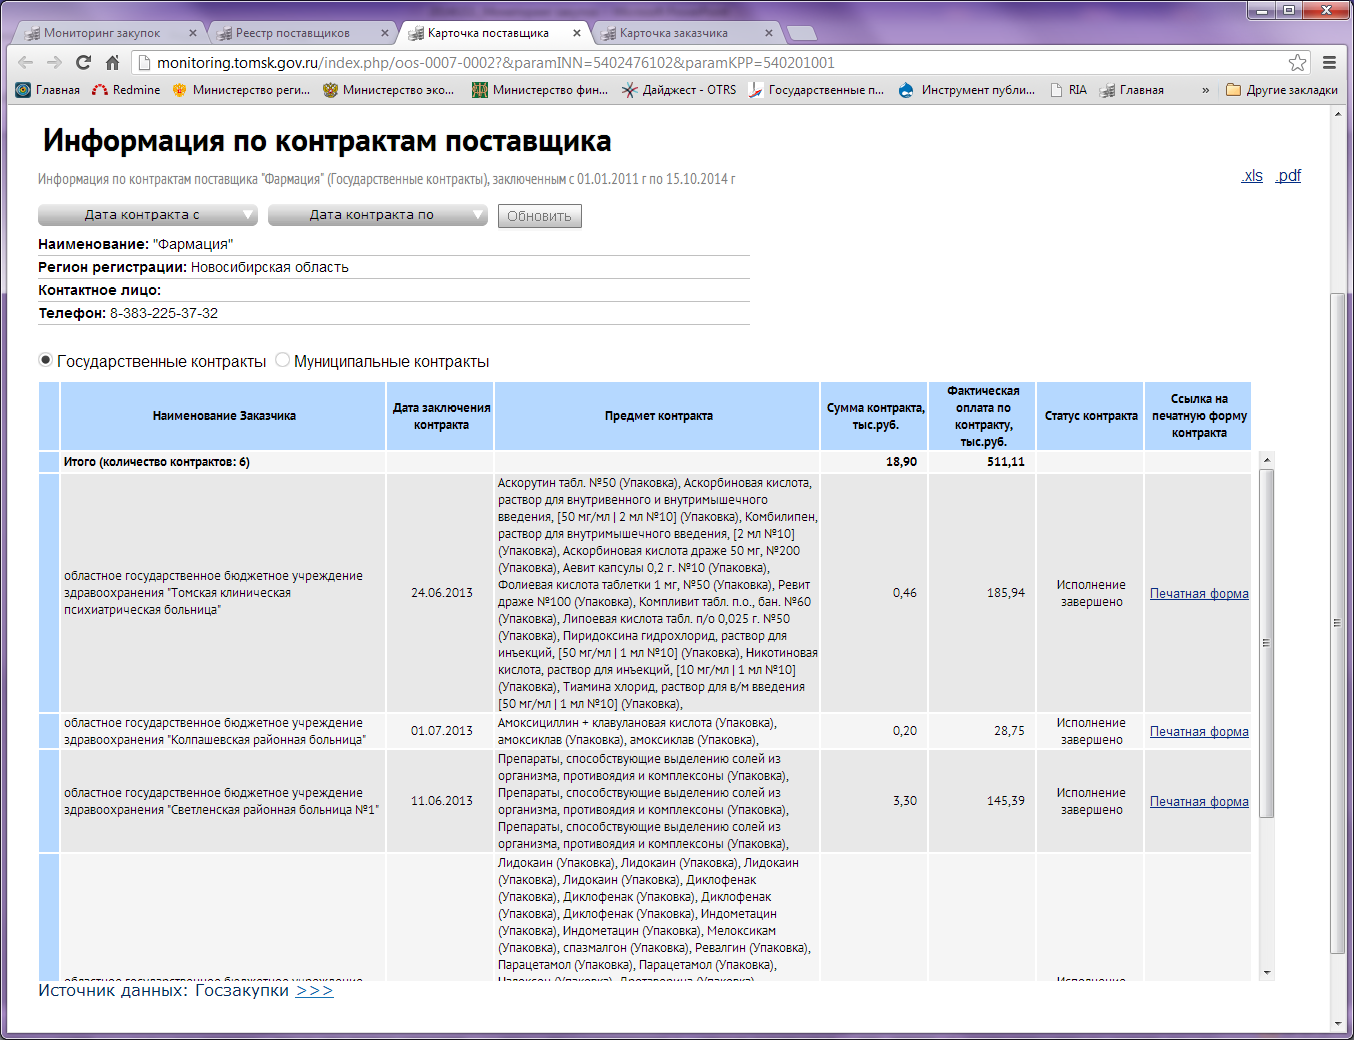 Мониторинг закупок
Реестр поставщиков
Карточка поставщика
Карточка заказчика
monitoring.tomsk.gov.ru/index.php/oos-0007-0002?&paramINN=5402476102&paramKPP=540201001
Главная
Redmine
Министерство реги...
Министерство эко...
Министерство фин...
Дайджест - OTRS
Государственные п...
Инструмент публи...
RIA
Главная
»
Другие закладки
Информация по контрактам поставщика
Информация по контрактам поставщика "Фармация" (Государственные контракты), заключенным с 01.01.2011 г по 15.10.2014 г
.xls .pdf
Дата контракта с
Дата контракта по
Обновить
Наименование: "Фармация"
Регион регистрации: Новосибирская область
Контактное лицо:
Телефон: 8-383-225-37-32
Государственные контракты
Муниципальные контракты
Наименование Заказчика
Дата заключения
контракта
Предмет контракта
Сумма контракта,
тыс.руб.
Фактическая
оплата по
контракту,
тыс.руб.
Статус контракта
Ссылка на
печатную форму
контракта
Итого (количество контрактов: 6)
18,90
511,11
областное государственное бюджетное учреждение
здравоохранения "Томская клиническая
психиатрическая больница"
24.06.2013
Аскорутин табл. №50 (Упаковка), Аскорбиновая кислота,
раствор для внутривенного и внутримышечного
введения, [50 мг/мл | 2 мл №10] (Упаковка), Комбилипен,
раствор для внутримышечного введения, [2 мл №10]
(Упаковка), Аскорбиновая кислота драже 50 мг, №200
(Упаковка), Аевит капсулы 0,2 г. №10 (Упаковка),
Фолиевая кислота таблетки 1 мг, №50 (Упаковка), Ревит
драже №100 (Упаковка), Компливит табл. п.о., бан. №60
(Упаковка), Липоевая кислота табл. п/о 0,025 г. №50
(Упаковка), Пиридоксина гидрохлорид, раствор для
инъекций, [50 мг/мл | 1 мл №10] (Упаковка), Никотиновая
кислота, раствор для инъекций, [10 мг/мл | 1 мл №10]
(Упаковка), Тиамина хлорид, раствор для в/м введения
[50 мг/мл | 1 мл №10] (Упаковка),
0,46
185,94
Исполнение
завершено
Печатная форма
областное государственное бюджетное учреждение
здравоохранения "Колпашевская районная больница"
01.07.2013
Амоксициллин + клавулановая кислота (Упаковка),
амоксиклав (Упаковка), амоксиклав (Упаковка),
0,20
28,75
Исполнение
завершено
Печатная форма
областное государственное бюджетное учреждение
здравоохранения "Светленская районная больница №1"
11.06.2013
Препараты, способствующие выделению солей из
организма, противоядия и комплексоны (Упаковка),
Препараты, способствующие выделению солей из
организма, противоядия и комплексоны (Упаковка),
Препараты, способствующие выделению солей из
организма, противоядия и комплексоны (Упаковка),
3,30
145,39
Исполнение
завершено
Печатная форма
Лидокаин (Упаковка), Лидокаин (Упаковка), Лидокаин
(Упаковка), Лидокаин (Упаковка), Диклофенак
(Упаковка), Диклофенак (Упаковка), Диклофенак
(Упаковка), Диклофенак (Упаковка), Индометацин
(Упаковка), Индометацин (Упаковка), Мелоксикам
(Упаковка), спазмалгон (Упаковка), Ревалгин (Упаковка),
Парацетамол (Упаковка), Парацетамол (Упаковка),
областное государственное бюджетное учреждение
Исполнение
Источник данных: Госзакупки >>>